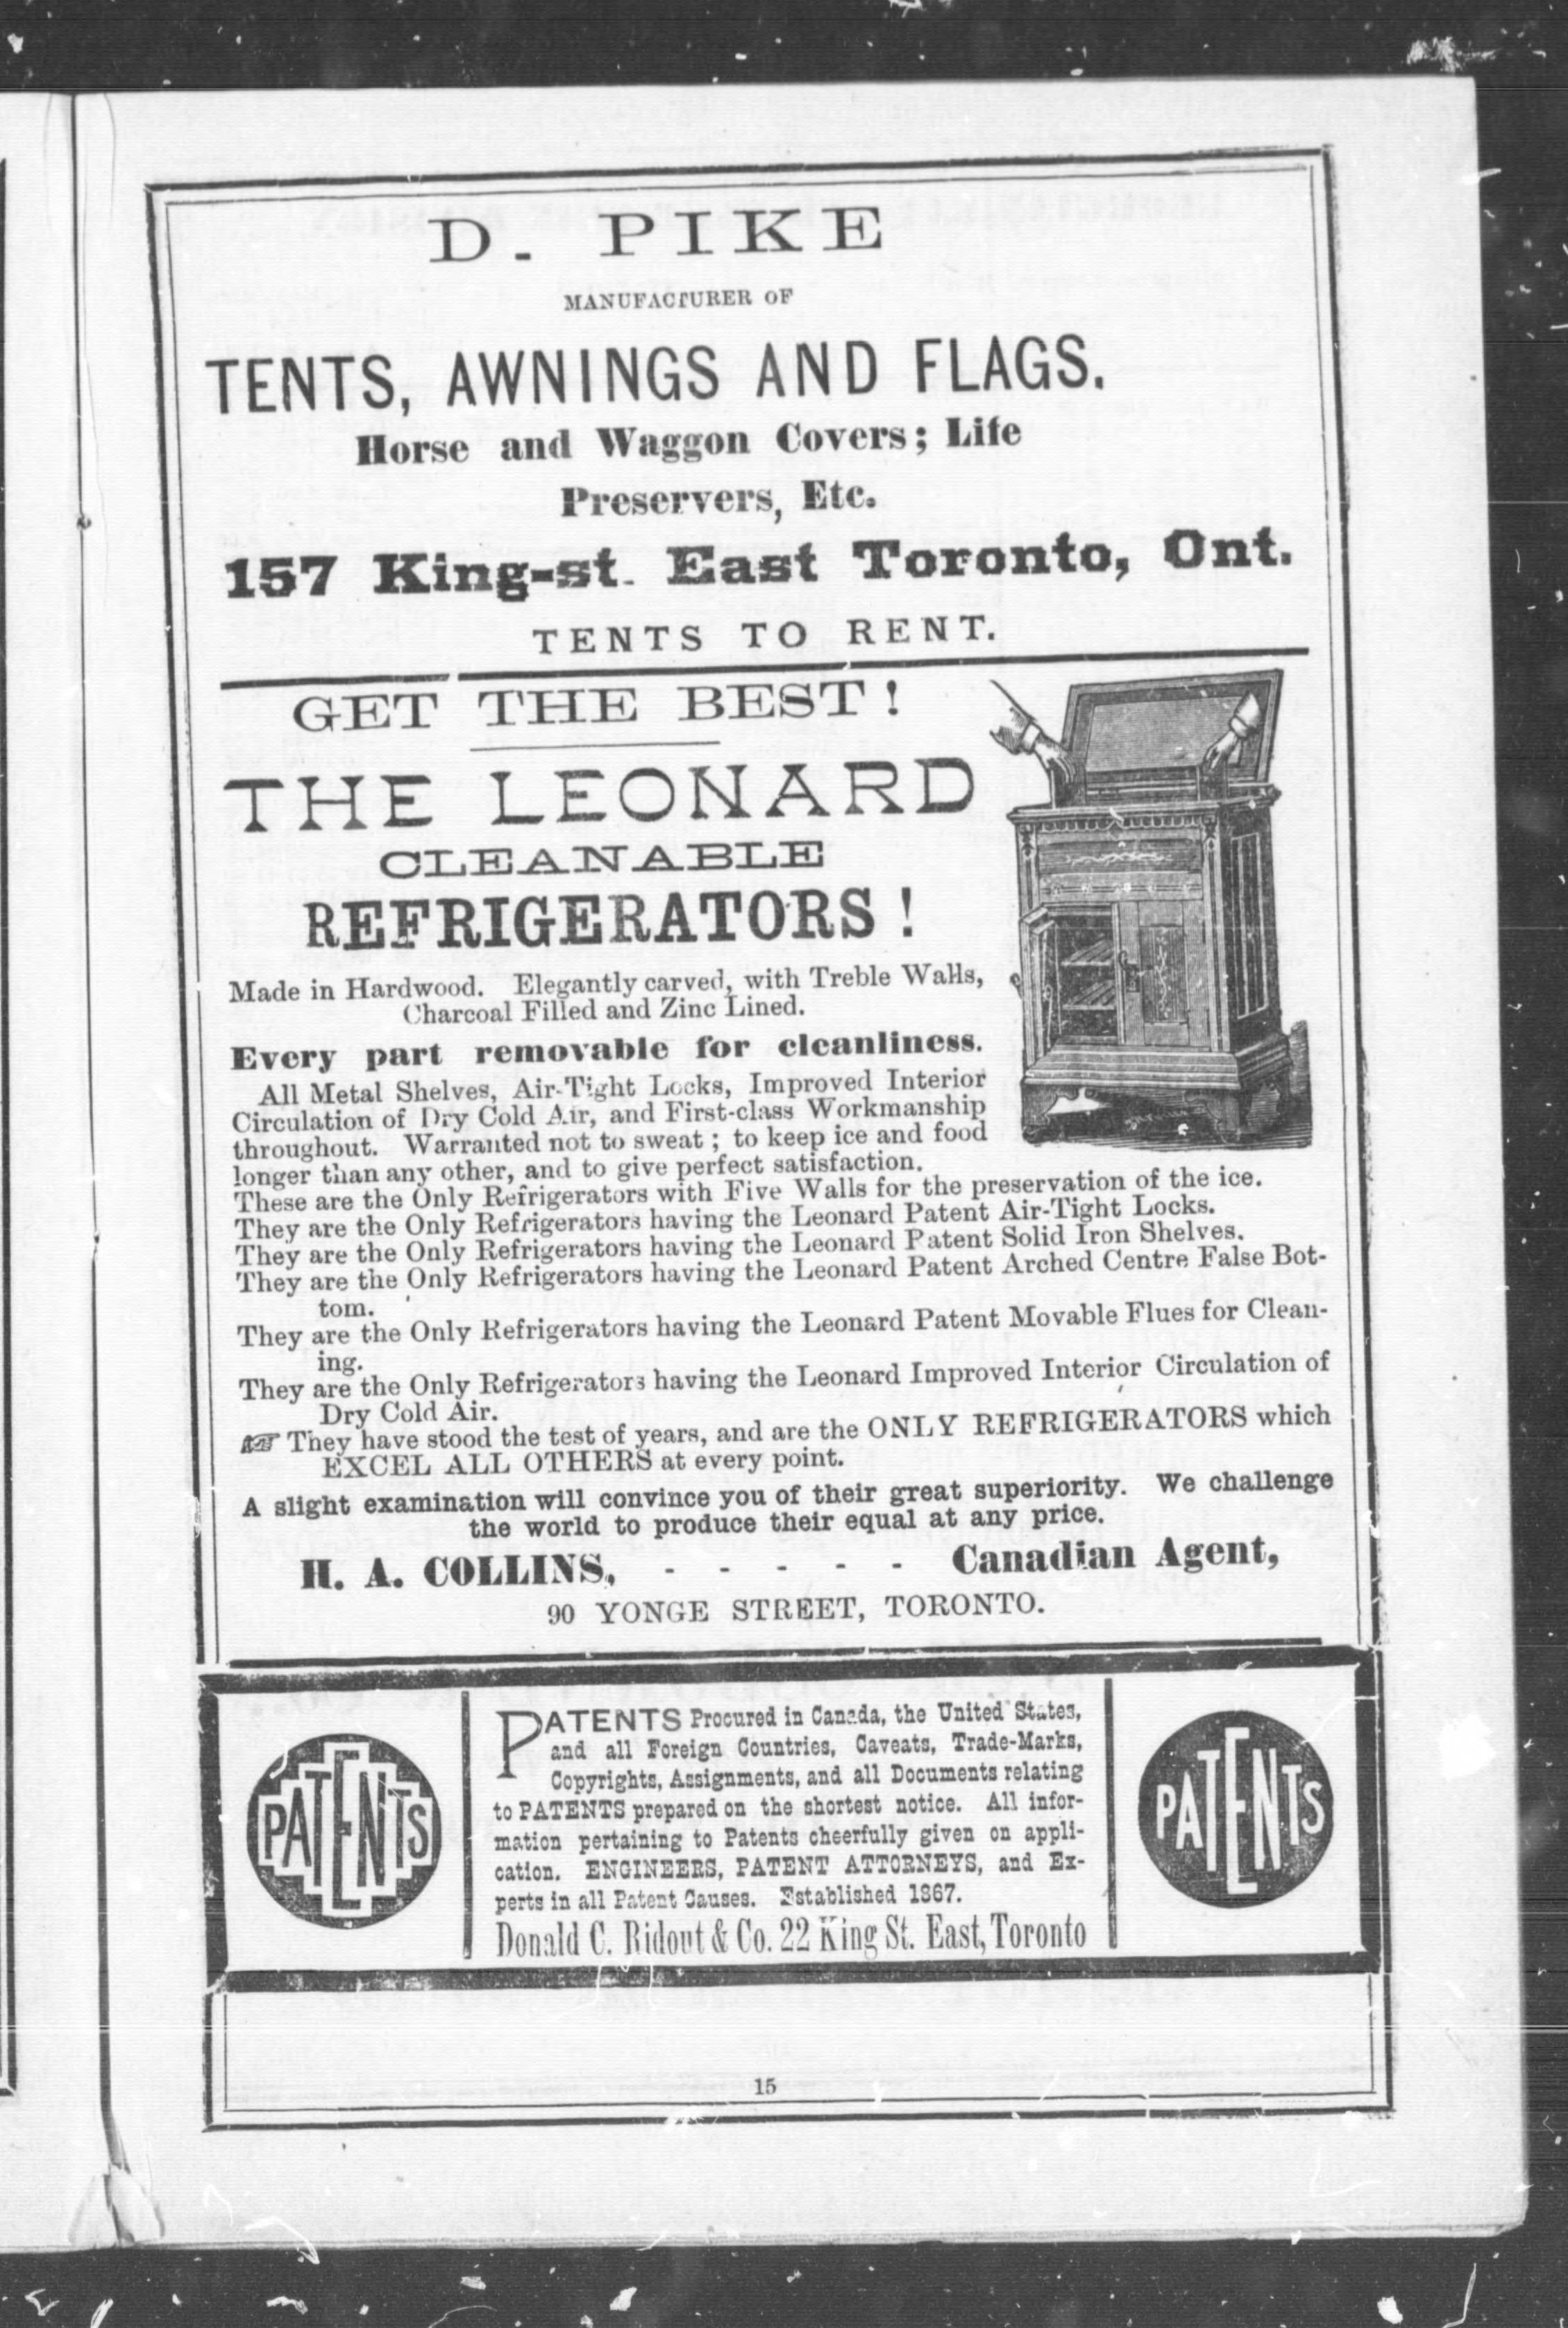 D. PIKE
MANUFACTURER OF
TENTS, AWNINGS AND FLAGS.
Horse and Waggon Covers; Life
Preservers, Etc.
157 King-st. East Toronto, Ont.
TENTS TO RENT.
GET THE BEST!
THE LEONARD
CLEANABLE
REFRIGERATORS!
Made in Hardwood. Elegantly carved, with Treble Walls,
Charcoal Filled and Zinc Lined.
Every part removable for cleanliness.
All Metal Shelves, Air-Tight Locks, Improved Interior
Circulation of Dry Cold Air, and First-class Workmanship
throughout. Warranted not to sweat; to keep ice and food
longer than any other, and to give perfect satisfaction.
These are the Only Refrigerators with Five Walls for the preservation of the ice.
They are the Only Refrigerators having the Leonard Patent Air-Tight Locks.
They are the Only Refrigerators having the Leonard Patent Solid Iron Shelves.
They are the Only Refrigerators having the Leonard Patent Arched Centre False Bot-
tom.
They are the Only Refrigerators having the Leonard Patent Movable Flues for Clean-
ing.
They are the Only Refrigerators having the Leonard Improved Interior Circulation of
Dry Cold Air.
☞ They have stood the test of years, and are the ONLY REFRIGERATORS which
EXCEL ALL OTHERS at every point.
A slight examination will convince you of their great superiority. We challenge
the world to produce their equal at any price.
H. A. COLLINS, - - - - - Canadian Agent,
90 YONGE STREET, TORONTO.
PATENTS
PATENTS Procured in Canada, the United States,
and all Foreign Countries, Caveats, Trade-Marks,
Copyrights, Assignments, and all Documents relating
to PATENTS prepared on the shortest notice. All infor-
mation pertaining to Patents cheerfully given on appli-
cation. ENGINEERS, PATENT ATTORNEYS, and Ex-
perts in all Patent Causes. Established 1867.
Donald C. Ridout & Co. 22 King St. East, Toronto
PATENTS
15